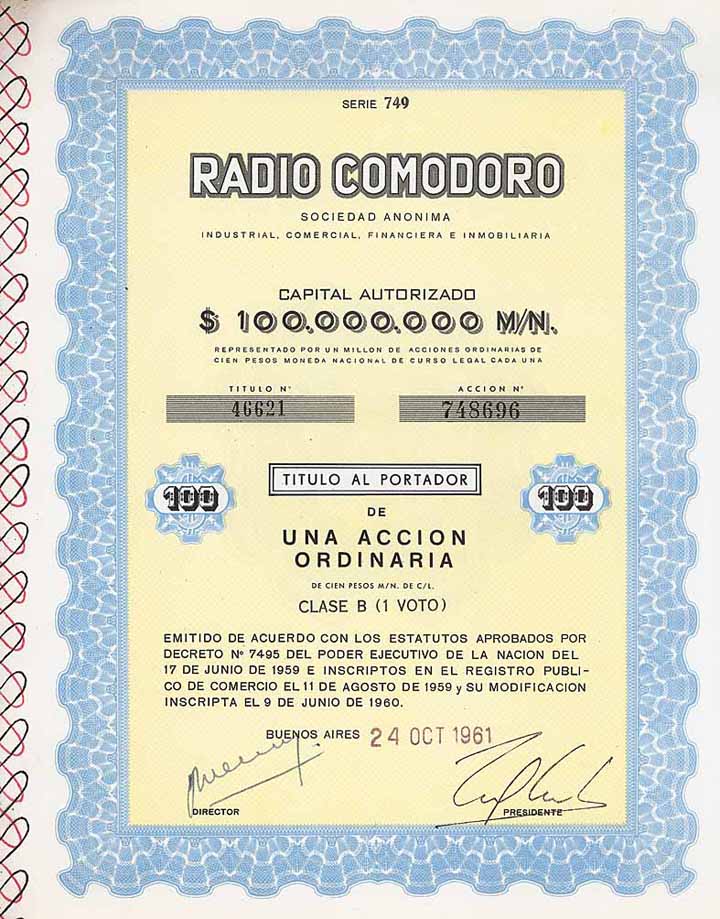 SERIE 749
RADIO COMODORO
SOCIEDAD ANONIMA
INDUSTRIAL, COMERCIAL, FINANCIERA E INMOBILIARIA
CAPITAL AUTORIZADO
$ 100.000.000 M/N.
REPRESENTADO POR UN MILLON DE ACCIONES ORDINARIAS DE
CIEN PESOS MONEDA NACIONAL DE CURSO LEGAL CADA UNA
TITULO Nº ACCION Nº
46621 748696
TITULO AL PORTADOR
100 100
DE
UNA ACCION
ORDINARIA
DE CIEN PESOS M/N. DE C/L.
CLASE B (1 VOTO)
EMITIDO DE ACUERDO CON LOS ESTATUTOS APROBADOS POR
DECRETO Nº 7495 DEL PODER EJECUTIVO DE LA NACION DEL
17 DE JUNIO DE 1959 E INSCRIPTOS EN EL REGISTRO PUBLI-
CO DE COMERCIO EL 11 DE AGOSTO DE 1959 y SU MODIFICACION
INSCRIPTA EL 9 DE JUNIO DE 1960.
BUENOS AIRES 24 OCT 1961
DIRECTOR PRESIDENTE